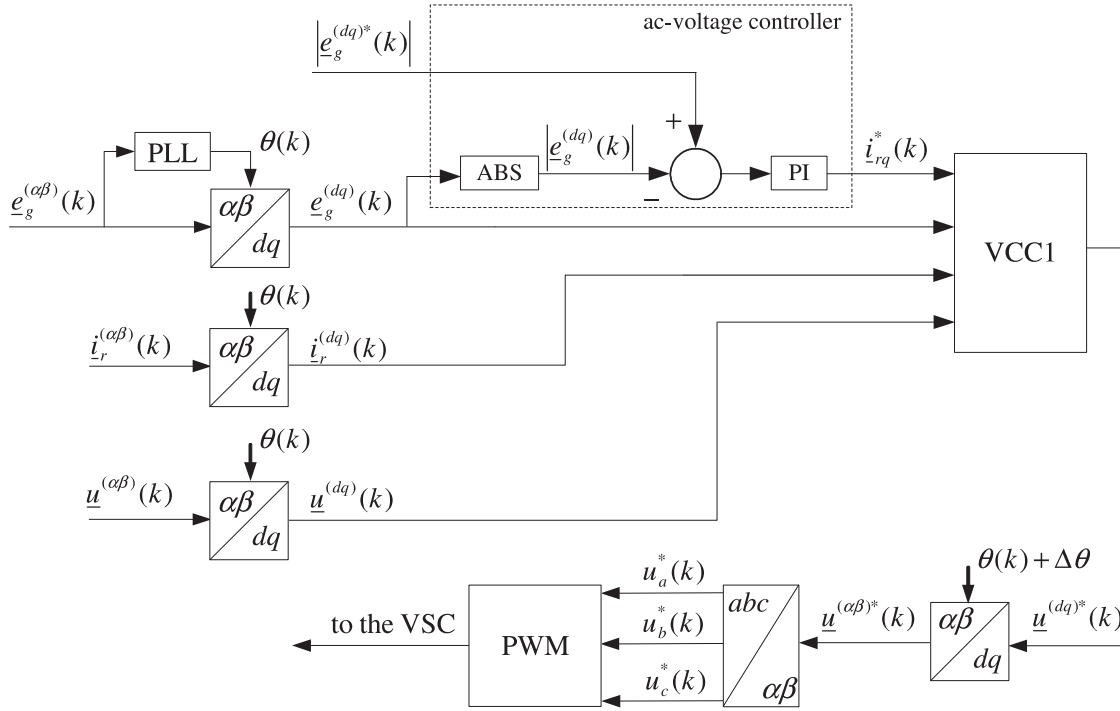 ac-voltage controller
|e_g^(dq)*(k)|
+
PLL
θ(k)
|e_g^(dq)(k)|
i_rq^*(k)
ABS
−
PI
e_g^(αβ)(k)
αβ
dq
e_g^(dq)(k)
VCC1
θ(k)
i_r^(αβ)(k)
αβ
dq
i_r^(dq)(k)
θ(k)
u^(αβ)(k)
αβ
dq
u^(dq)(k)
θ(k) + Δθ
u_a^*(k)
abc
αβ
u_b^*(k)
u_c^*(k)
u^(αβ)*(k)
αβ
dq
u^(dq)*(k)
to the VSC
PWM